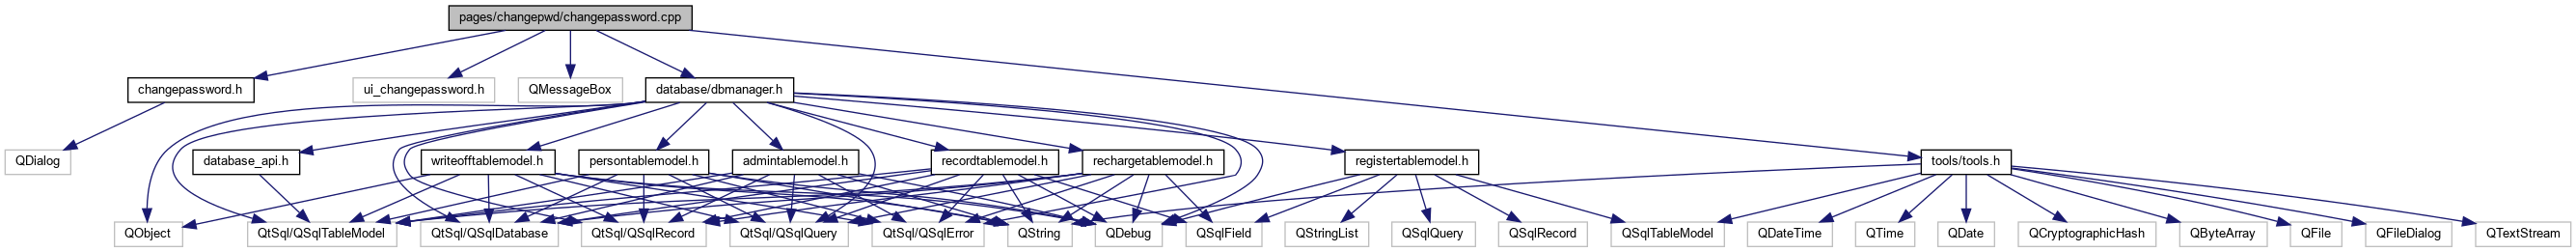 pages/changepwd/changepassword.cpp
changepassword.h
ui_changepassword.h
QMessageBox
database/dbmanager.h
QDialog
database_api.h
writeofftablemodel.h
persontablemodel.h
admintablemodel.h
recordtablemodel.h
rechargetablemodel.h
registertablemodel.h
tools/tools.h
QObject
QtSql/QSqlTableModel
QtSql/QSqlDatabase
QtSql/QSqlRecord
QtSql/QSqlQuery
QtSql/QSqlError
QString
QDebug
QSqlField
QStringList
QSqlQuery
QSqlRecord
QSqlTableModel
QDateTime
QTime
QDate
QCryptographicHash
QByteArray
QFile
QFileDialog
QTextStream